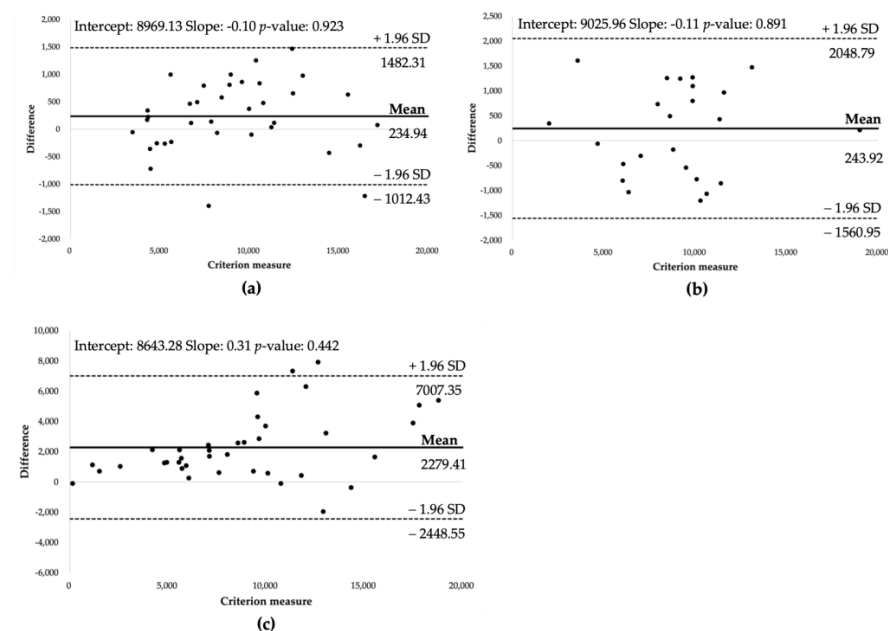 Intercept: 8969.13 Slope: -0.10 p-value: 0.923
+ 1.96 SD
1482.31
Mean
234.94
− 1.96 SD
− 1012.43
2,000
1,500
1,000
500
0
-500
-1,000
-1,500
-2,000
Difference
0
5,000
10,000
15,000
20,000
Criterion measure
(a)
Intercept: 9025.96 Slope: -0.11 p-value: 0.891
+ 1.96 SD
2048.79
Mean
243.92
− 1.96 SD
− 1560.95
2,500
2,000
1,500
1,000
500
0
-500
-1,000
-1,500
-2,000
Difference
0
5,000
10,000
15,000
20,000
Criterion measure
(b)
Intercept: 8643.28 Slope: 0.31 p-value: 0.442
+ 1.96 SD
7007.35
Mean
2279.41
− 1.96 SD
− 2448.55
10,000
8,000
6,000
4,000
2,000
0
-2,000
-4,000
-6,000
Difference
0
5,000
10,000
15,000
20,000
Criterion measure
(c)